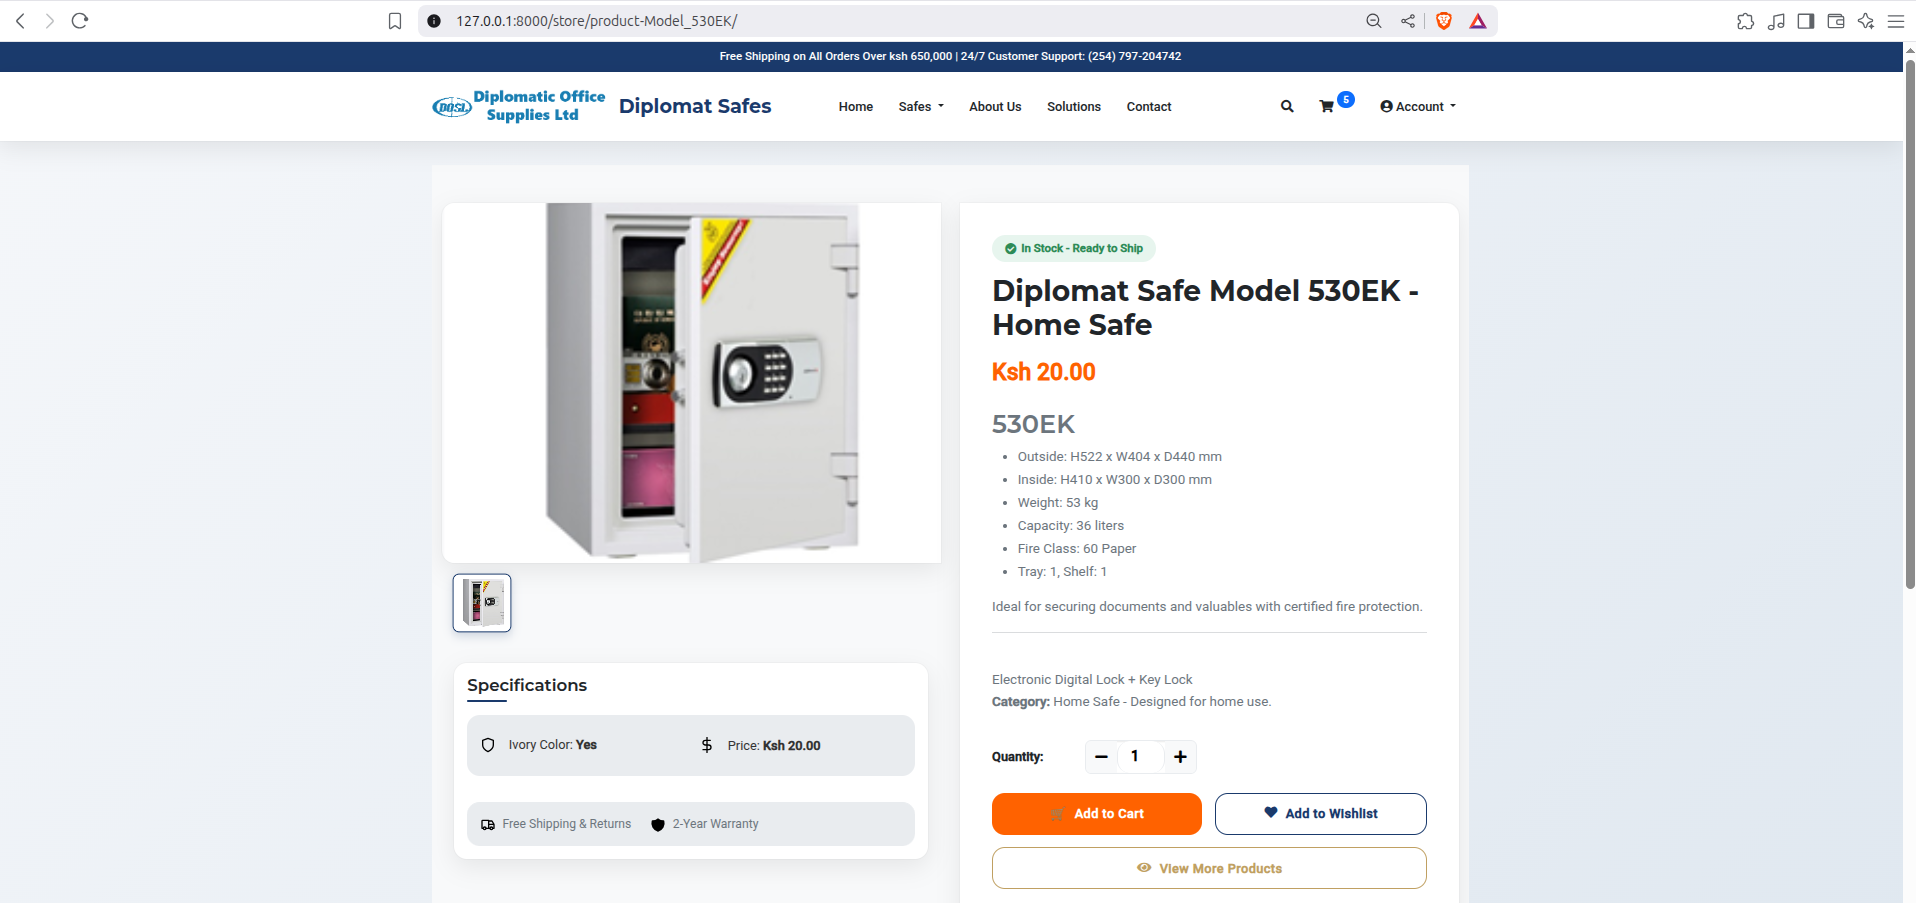 127.0.0.1:8000/store/product-Model_530EK/
Free Shipping on All Orders Over ksh 650,000 | 24/7 Customer Support: (254) 797-204742
DOSL Diplomatic Office Supplies Ltd
Diplomat Safes
Home Safes About Us Solutions Contact 5 Account
In Stock - Ready to Ship
Diplomat Safe Model 530EK -
Home Safe
Ksh 20.00
530EK
• Outside: H522 x W404 x D440 mm
• Inside: H410 x W300 x D300 mm
• Weight: 53 kg
• Capacity: 36 liters
• Fire Class: 60 Paper
• Tray: 1, Shelf: 1
Ideal for securing documents and valuables with certified fire protection.
Electronic Digital Lock + Key Lock
Category: Home Safe - Designed for home use.
Quantity: − 1 +
Add to Cart Add to Wishlist
View More Products
Specifications
Ivory Color: Yes Price: Ksh 20.00
Free Shipping & Returns 2-Year Warranty